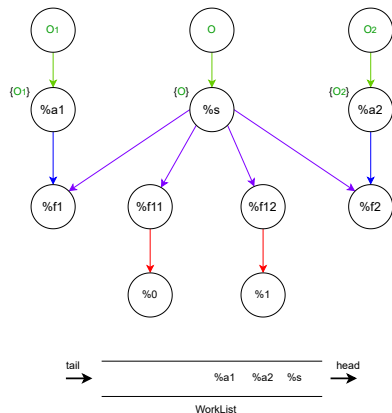 O1 O O2
{O1} {O} {O2}
%a1 %s %a2
%f1 %f11 %f12 %f2
%0 %1
tail head
%a1 %a2 %s
WorkList